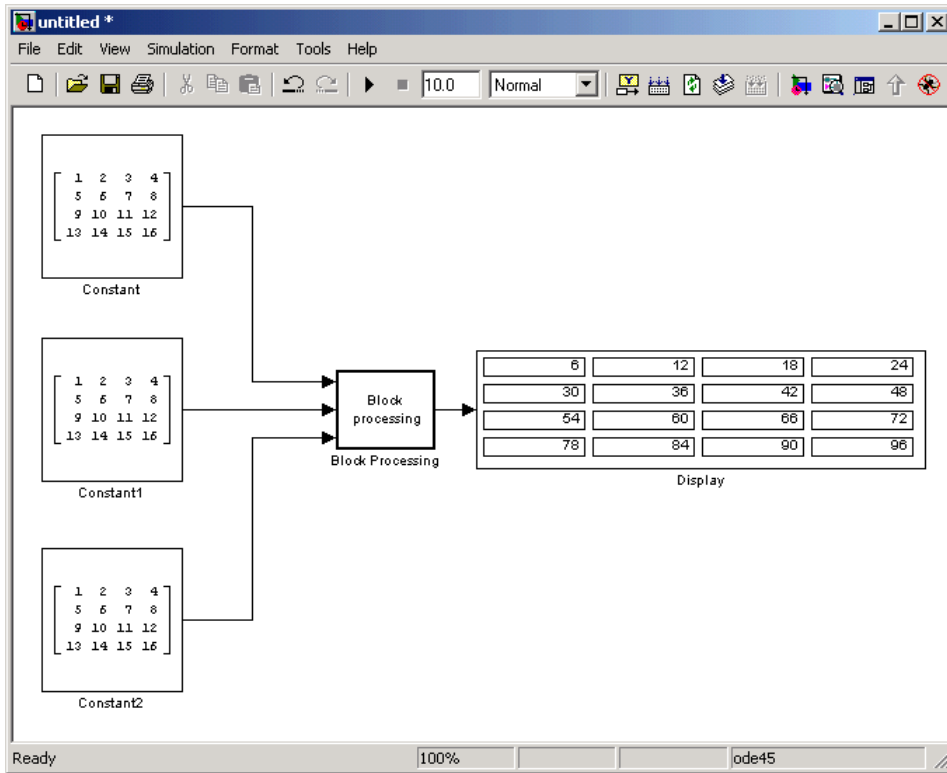 untitled *
File Edit View Simulation Format Tools Help
10.0 Normal
1 2 3 4
5 6 7 8
9 10 11 12
13 14 15 16
Constant
1 2 3 4
5 6 7 8
9 10 11 12
13 14 15 16
Constant1
Block
processing
Block Processing
6 12 18 24
30 36 42 48
54 60 66 72
78 84 90 96
Display
1 2 3 4
5 6 7 8
9 10 11 12
13 14 15 16
Constant2
Ready 100% ode45